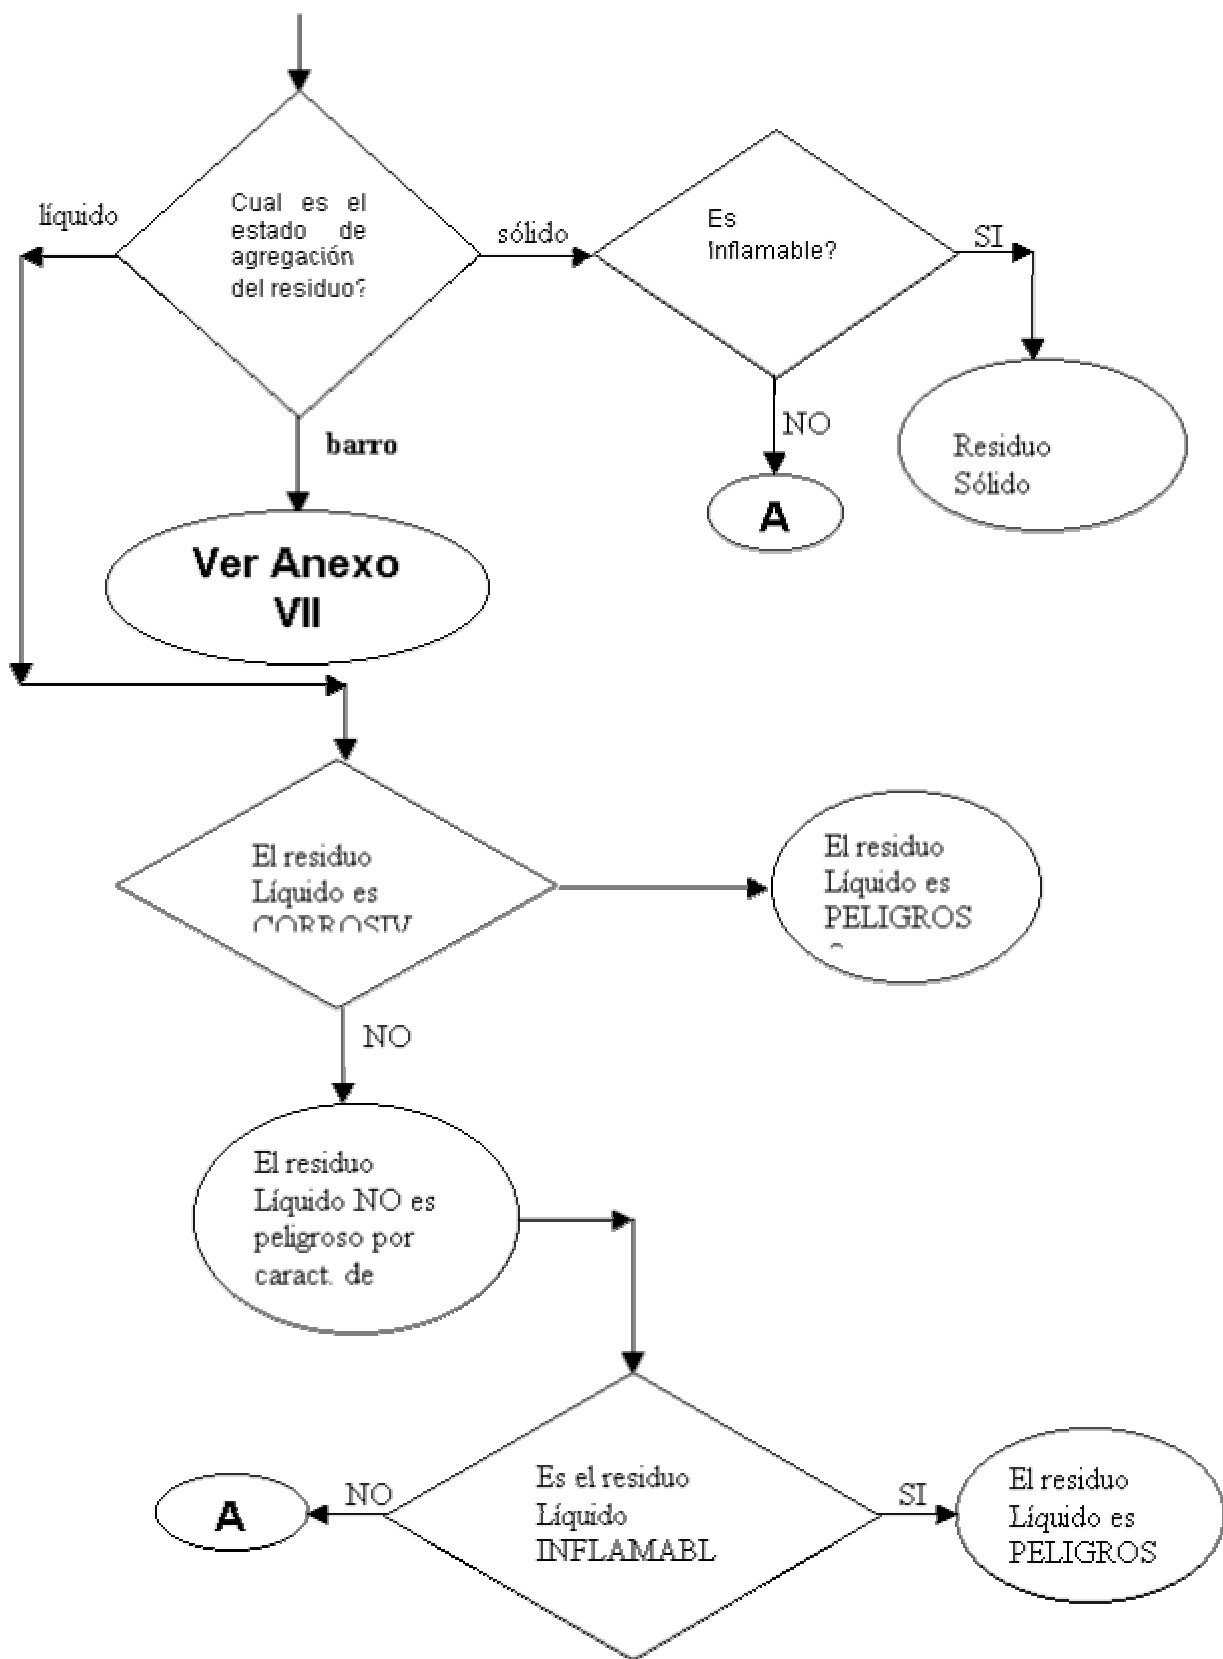 Cual es el
estado de
agregación
del residuo?
líquido
sólido
barro
Es
inflamable?
SI
NO
A
Residuo
Sólido
Ver Anexo
VII
El residuo
Líquido es
CORROSIV
El residuo
Líquido es
PELIGROS
NO
El residuo
Líquido NO es
peligroso por
caract. de
Es el residuo
Líquido
INFLAMABL
NO
A
SI
El residuo
Líquido es
PELIGROS